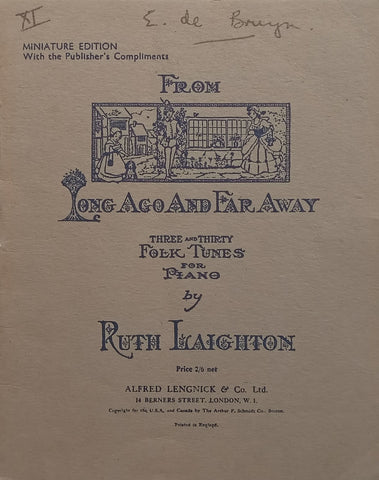 XI
E. de Bruyn.
MINIATURE EDITION
With the Publisher's Compliments
FROM
LONG AGO AND FAR AWAY
THREE AND THIRTY
FOLK TUNES
FOR
PIANO
by
RUTH LAIGHTON
Price 2/6 net
ALFRED LENGNICK & Co. Ltd.
14 BERNERS STREET, LONDON, W. 1.
Copyright for the U.S.A. and Canada by The Arthur P. Schmidt Co., Boston.
Printed in England.